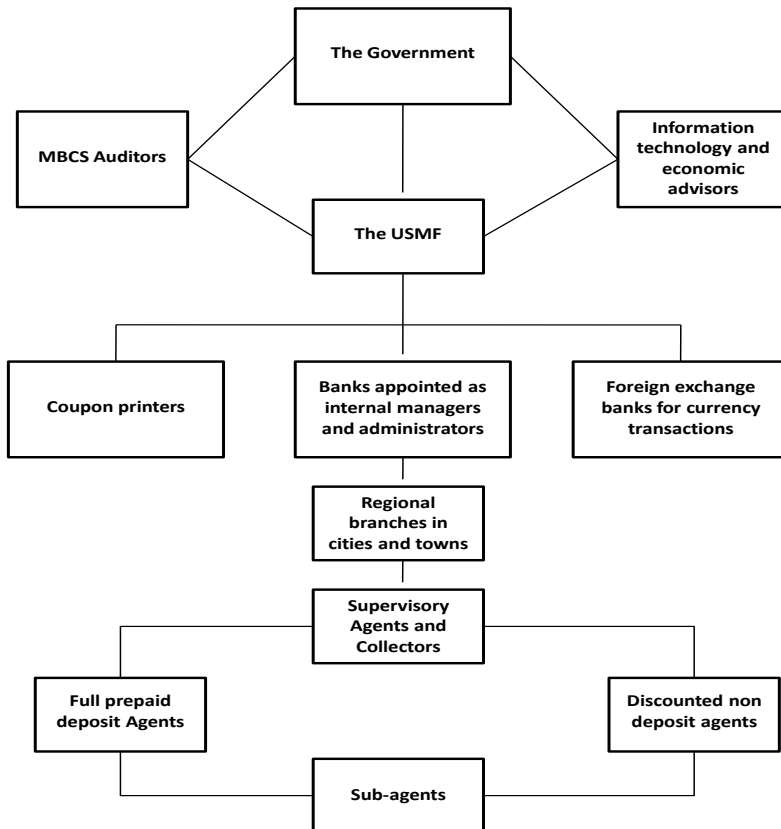 The Government
MBCS Auditors
Information
technology and
economic
advisors
The USMF
Coupon printers
Banks appointed as
internal managers
and administrators
Foreign exchange
banks for currency
transactions
Regional
branches in
cities and towns
Supervisory
Agents and
Collectors
Full prepaid
deposit Agents
Discounted non
deposit agents
Sub-agents